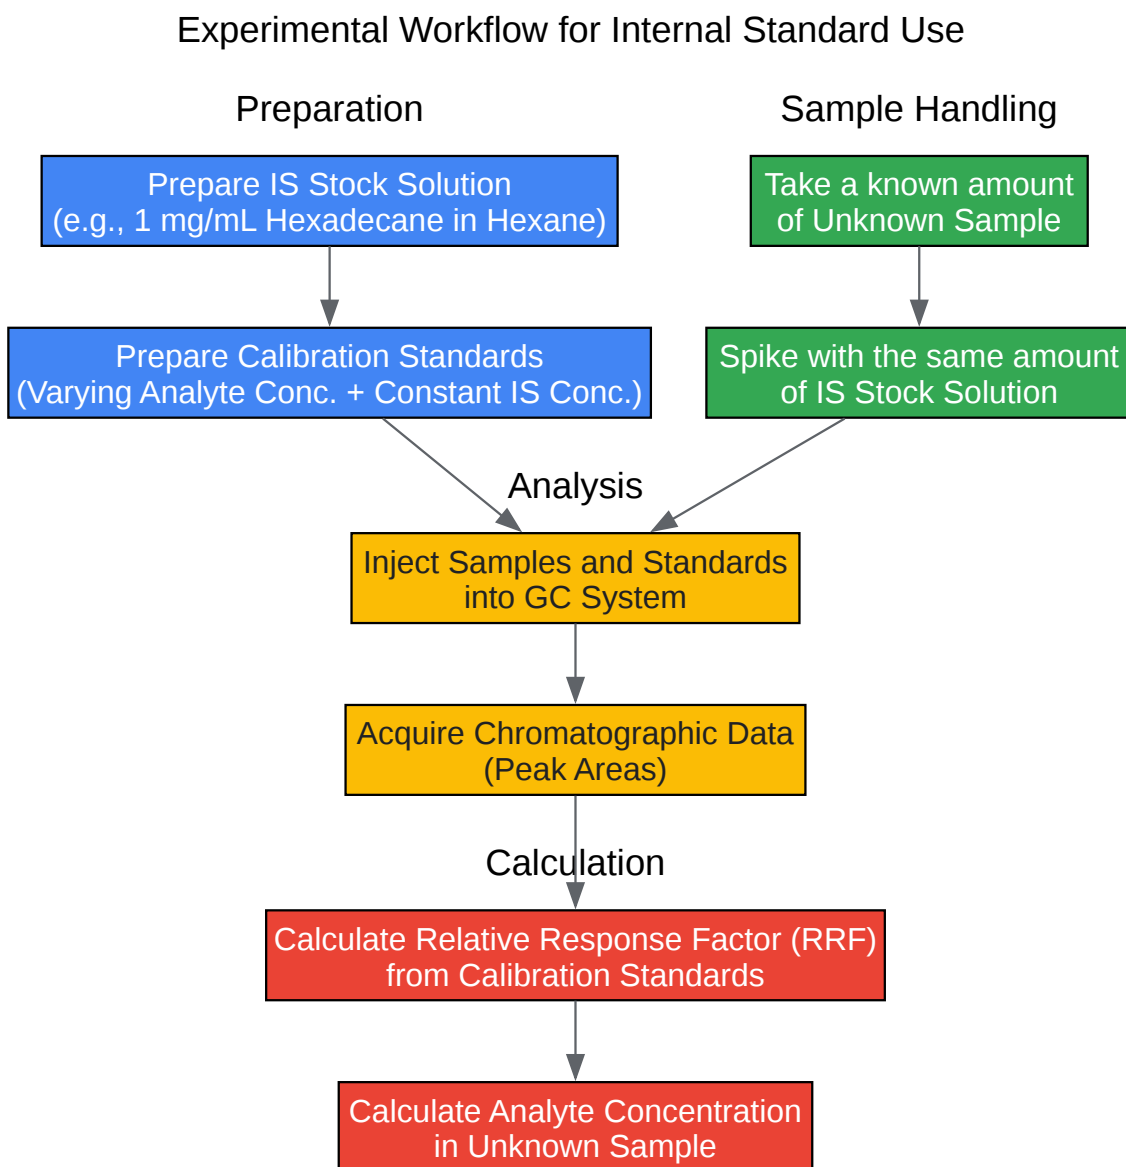 Experimental Workflow for Internal Standard Use
Preparation
Prepare IS Stock Solution
(e.g., 1 mg/mL Hexadecane in Hexane)
Prepare Calibration Standards
(Varying Analyte Conc. + Constant IS Conc.)
Sample Handling
Take a known amount
of Unknown Sample
Spike with the same amount
of IS Stock Solution
Analysis
Inject Samples and Standards
into GC System
Acquire Chromatographic Data
(Peak Areas)
Calculation
Calculate Relative Response Factor (RRF)
from Calibration Standards
Calculate Analyte Concentration
in Unknown Sample